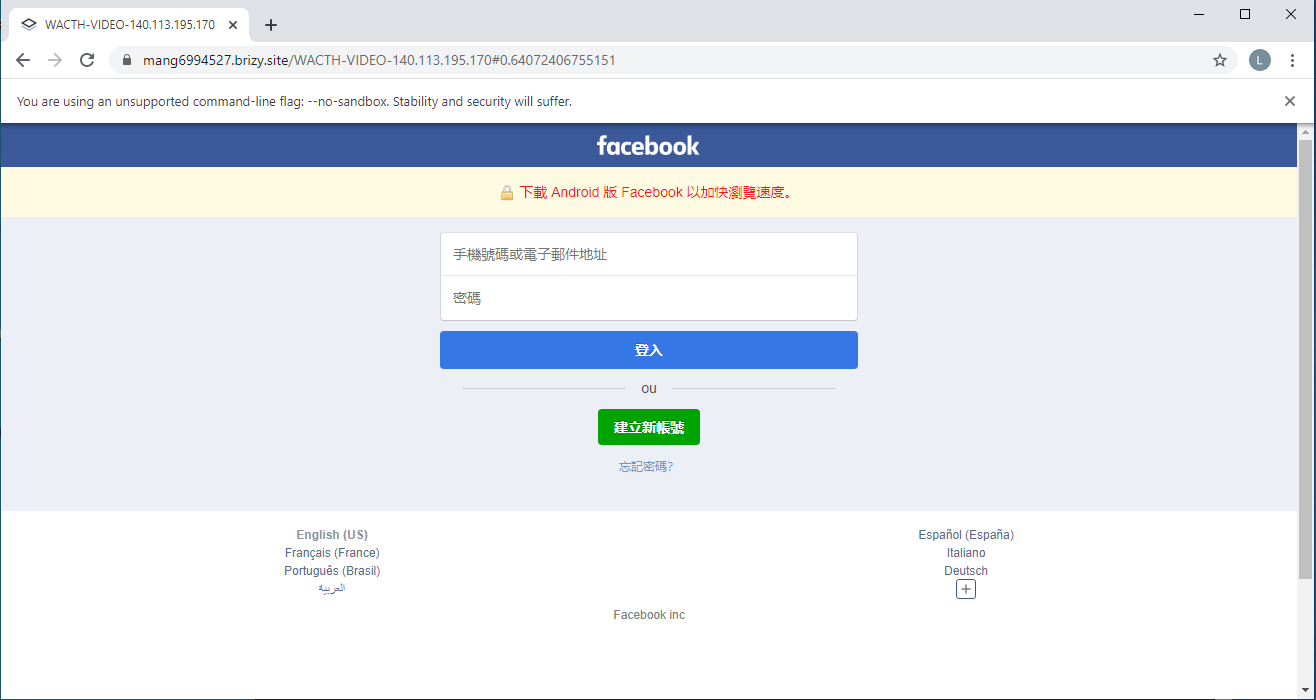 WACTH-VIDEO-140.113.195.170
mang6994527.brizy.site/WACTH-VIDEO-140.113.195.170#0.64072406755151
L
You are using an unsupported command-line flag: --no-sandbox. Stability and security will suffer.
facebook
下載 Android 版 Facebook 以加快瀏覽速度。
手機號碼或電子郵件地址
密碼
登入
ou
建立新帳號
忘記密碼?
English (US)
Español (España)
Français (France)
Italiano
Português (Brasil)
Deutsch
العربية
Facebook inc